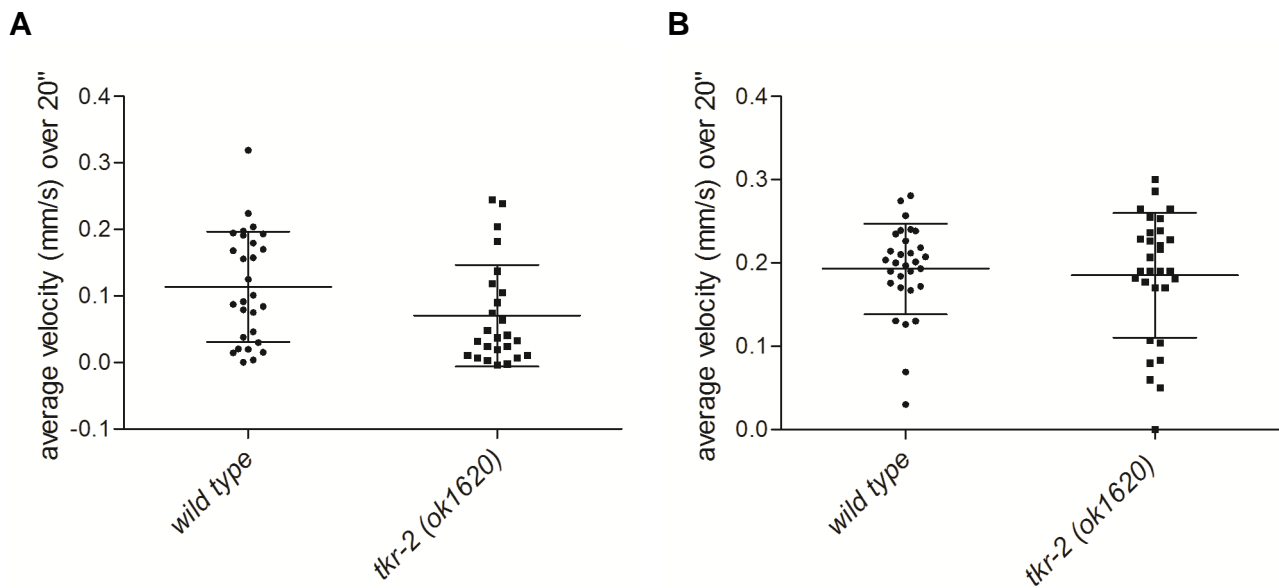 A
average velocity (mm/s) over 20"
0.4
0.3
0.2
0.1
0.0
-0.1
wild type
tkr-2 (ok1620)
B
average velocity (mm/s) over 20"
0.4
0.3
0.2
0.1
0.0
wild type
tkr-2 (ok1620)